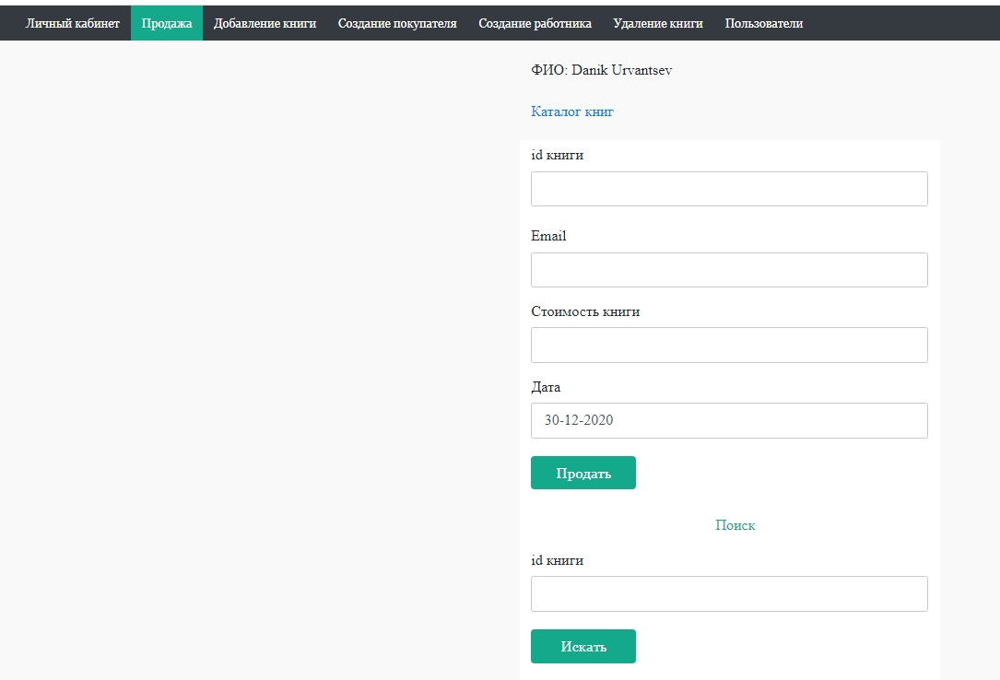 Личный кабинет Продажа Добавление книги Создание покупателя Создание работника Удаление книги Пользователи
ФИО: Danik Urvantsev
Каталог книг
id книги
Email
Стоимость книги
Дата
30-12-2020
Продать
Поиск
id книги
Искать